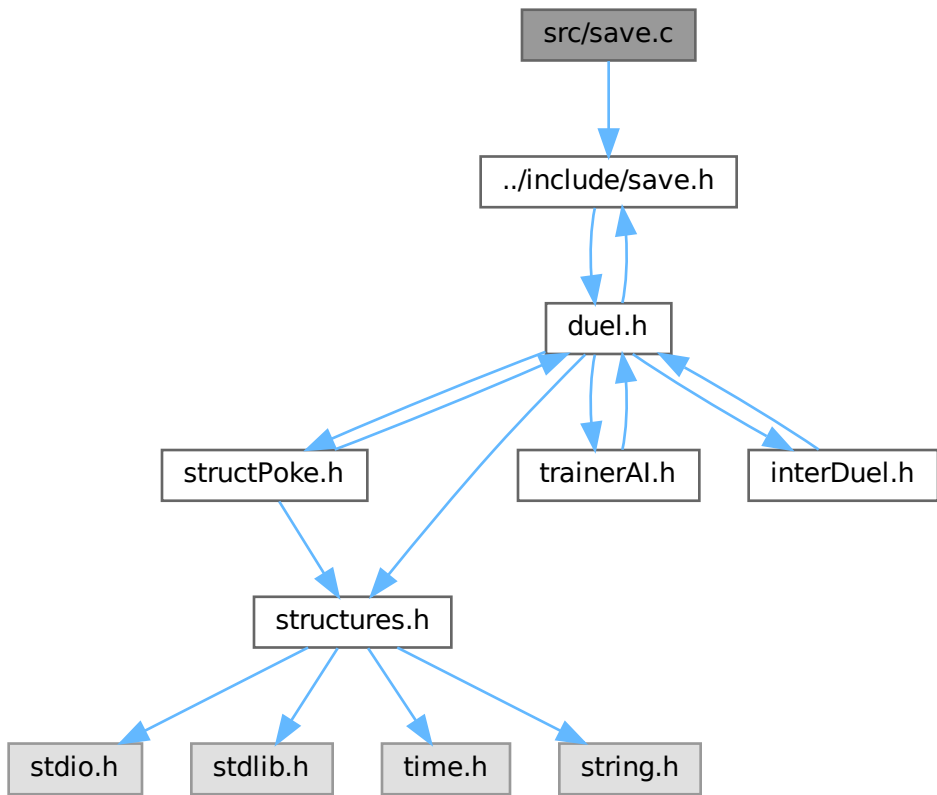 src/save.c
../include/save.h
duel.h
structPoke.h
trainerAI.h
interDuel.h
structures.h
stdio.h
stdlib.h
time.h
string.h